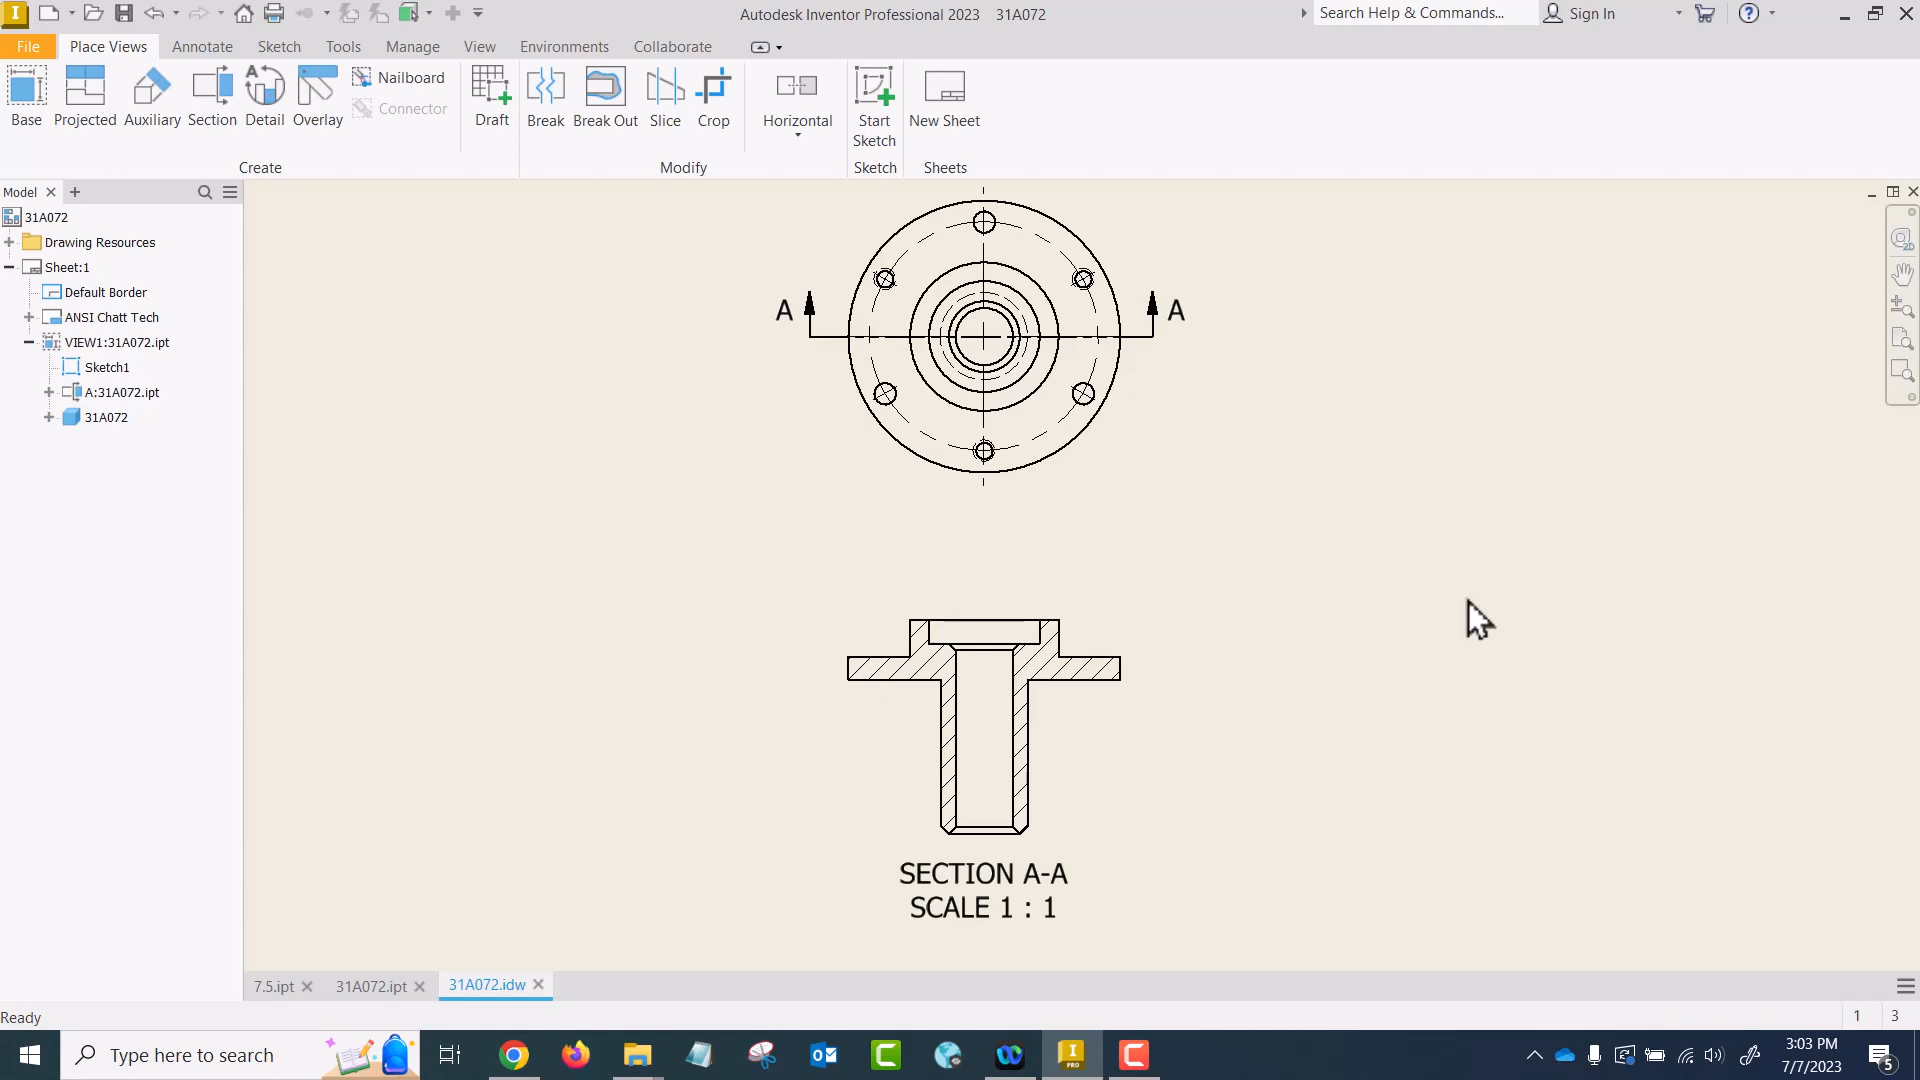 Autodesk Inventor Professional 2023 31A072
Search Help & Commands...
Sign In
File
Place Views
Annotate
Sketch
Tools
Manage
View
Environments
Collaborate
Base
Projected
Auxiliary
Section
Detail
Overlay
Nailboard
Connector
Draft
Break
Break Out
Slice
Crop
Horizontal
Start
Sketch
New Sheet
Create
Modify
Sketch
Sheets
Model
31A072
Drawing Resources
Sheet:1
Default Border
ANSI Chatt Tech
VIEW1:31A072.ipt
Sketch1
A:31A072.ipt
31A072
A
A
SECTION A-A
SCALE 1 : 1
7.5.ipt
31A072.ipt
31A072.idw
Ready
1
3
Type here to search
3:03 PM
7/7/2023
5